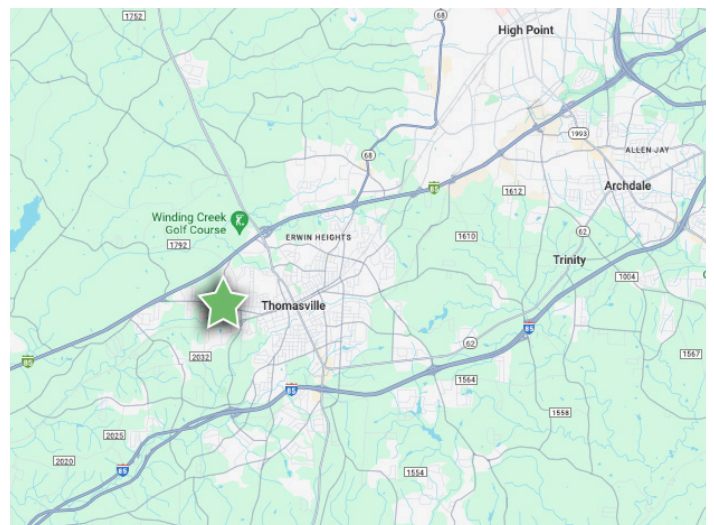 1752
68
High Point
1993
ALLEN JAY
68
85
1612
Archdale
Winding Creek
Golf Course
62
ERWIN HEIGHTS
1610
1792
Trinity
1004
Thomasville
85
2032
62
1567
85
1564
85
1558
2025
2020
85
1554